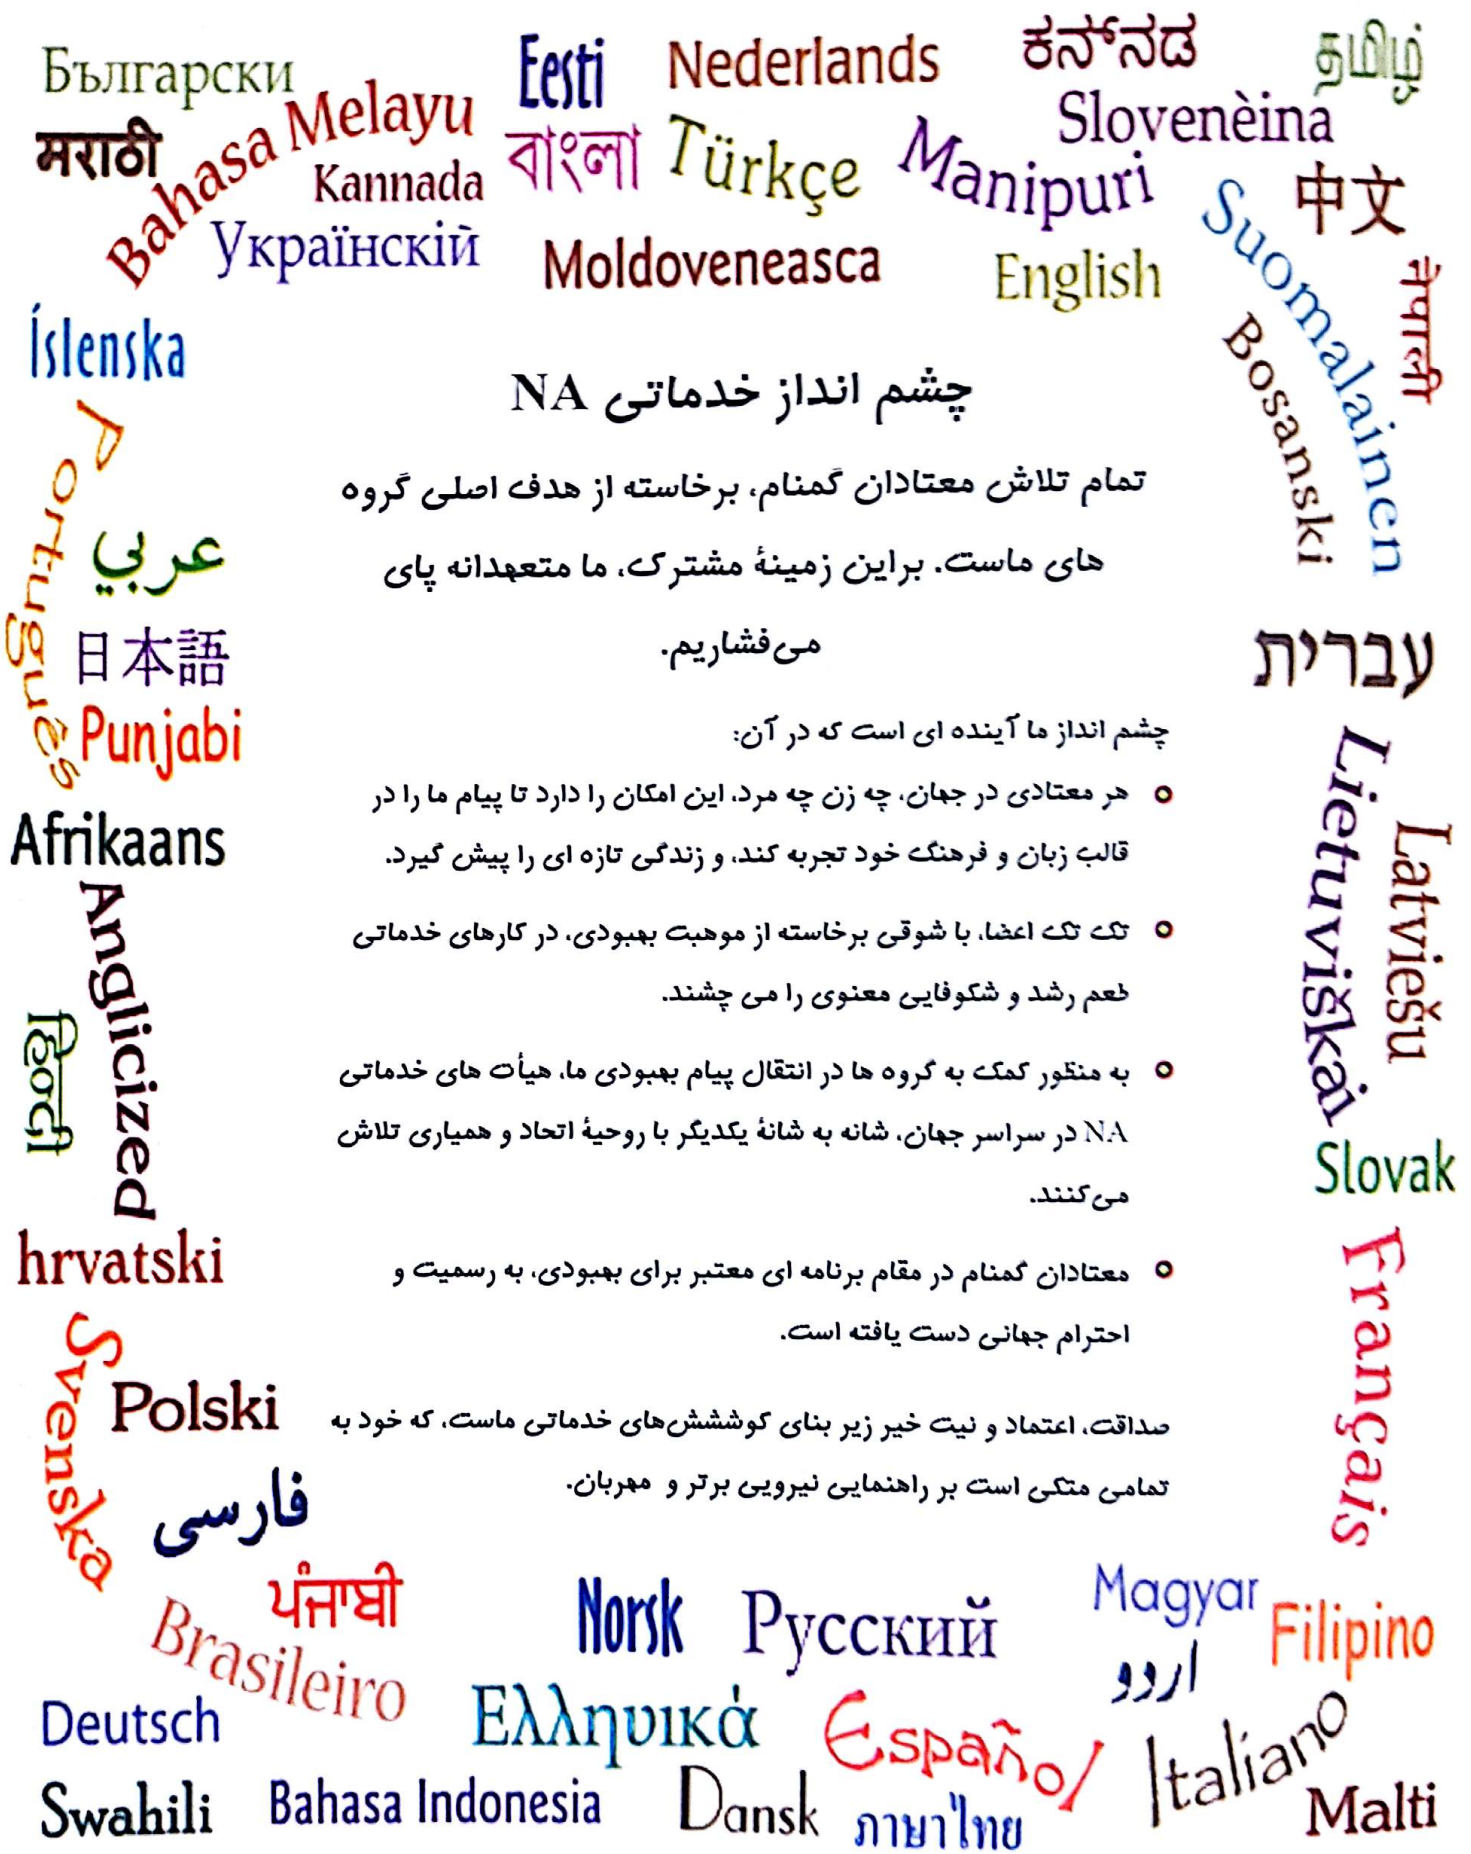 Български
Eesti
Nederlands
ಕನ್ನಡ
தமிழ்
मराठी
Bahasa Melayu
Kannada
বাংলা
Türkçe
Manipuri
Slovenèina
中文
Українскій
Moldoveneasca
English
Suomalainen
नेपाली
Bosanski
Íslenska
Português
عربي
日本語
Punjabi
Afrikaans
Anglicized
हिन्दी
hrvatski
Svenska
Polski
فارسی
چشم انداز خدماتی NA
تمام تلاش معتادان گمنام، برخاسته از هدف اصلی گروه
های ماست. براین زمینهٔ مشترک، ما متعهدانه پای
می‌فشاریم.
چشم انداز ما آینده ای است که در آن:
هر معتادی در جهان، چه زن چه مرد، این امکان را دارد تا پیام ما را در
قالب زبان و فرهنگ خود تجربه کند، و زندگی تازه ای را پیش گیرد.
تک تک اعضا، با شوقی برخاسته از موهبت بهبودی، در کارهای خدماتی
طعم رشد و شکوفایی معنوی را می چشند.
به منظور کمک به گروه ها در انتقال پیام بهبودی ما، هیأت های خدماتی
NA در سراسر جهان، شانه به شانهٔ یکدیگر با روحیهٔ اتحاد و همیاری تلاش
می‌کنند.
معتادان گمنام در مقام برنامه ای معتبر برای بهبودی، به رسمیت و
احترام جهانی دست یافته است.
صداقت، اعتماد و نیت خیر زیر بنای کوششش‌های خدماتی ماست، که خود به
تمامی متکی است بر راهنمایی نیرویی برتر و مهربان.
עברית
Lietuviškai
Latviešu
Slovak
Français
ਪੰਜਾਬੀ
Brasileiro
Norsk
Русский
Magyar
Filipino
اردو
Deutsch
Ελληνικά
Español
Italiano
Swahili
Bahasa Indonesia
Dansk
ภาษาไทย
Malti